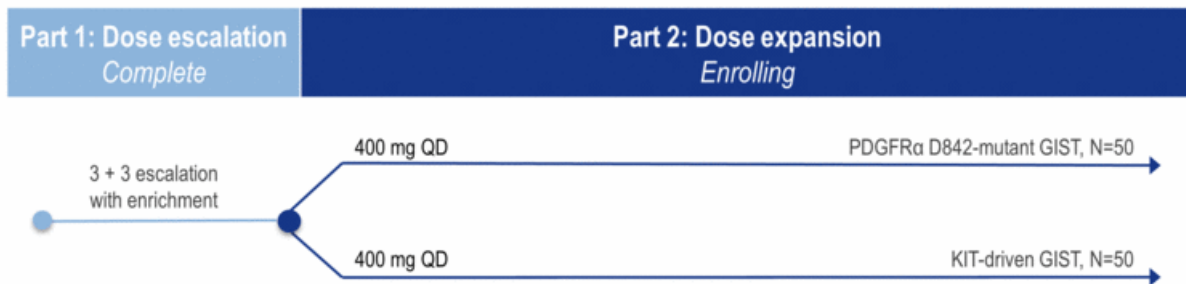 Part 1: Dose escalation
Complete
Part 2: Dose expansion
Enrolling
3 + 3 escalation
with enrichment
400 mg QD
PDGFRα D842-mutant GIST, N=50
400 mg QD
KIT-driven GIST, N=50